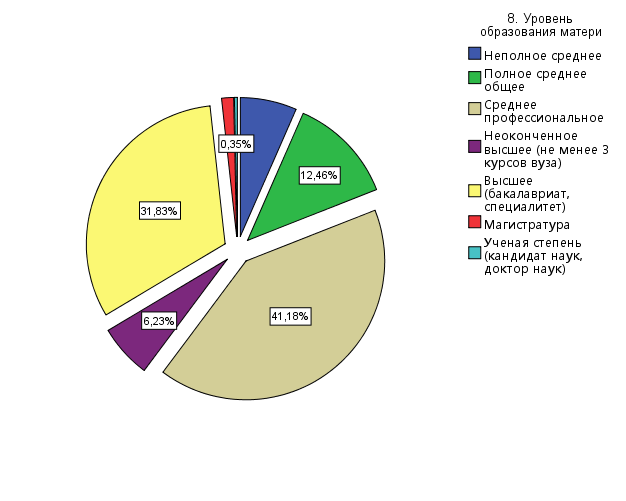 8. Уровень
образования матери
Неполное среднее
Полное среднее
общее
Среднее
профессиональное
Неоконченное
высшее (не менее 3
курсов вуза)
Высшее
(бакалавриат,
специалитет)
Магистратура
Ученая степень
(кандидат наук,
доктор наук)
0,35%
12,46%
31,83%
41,18%
6,23%